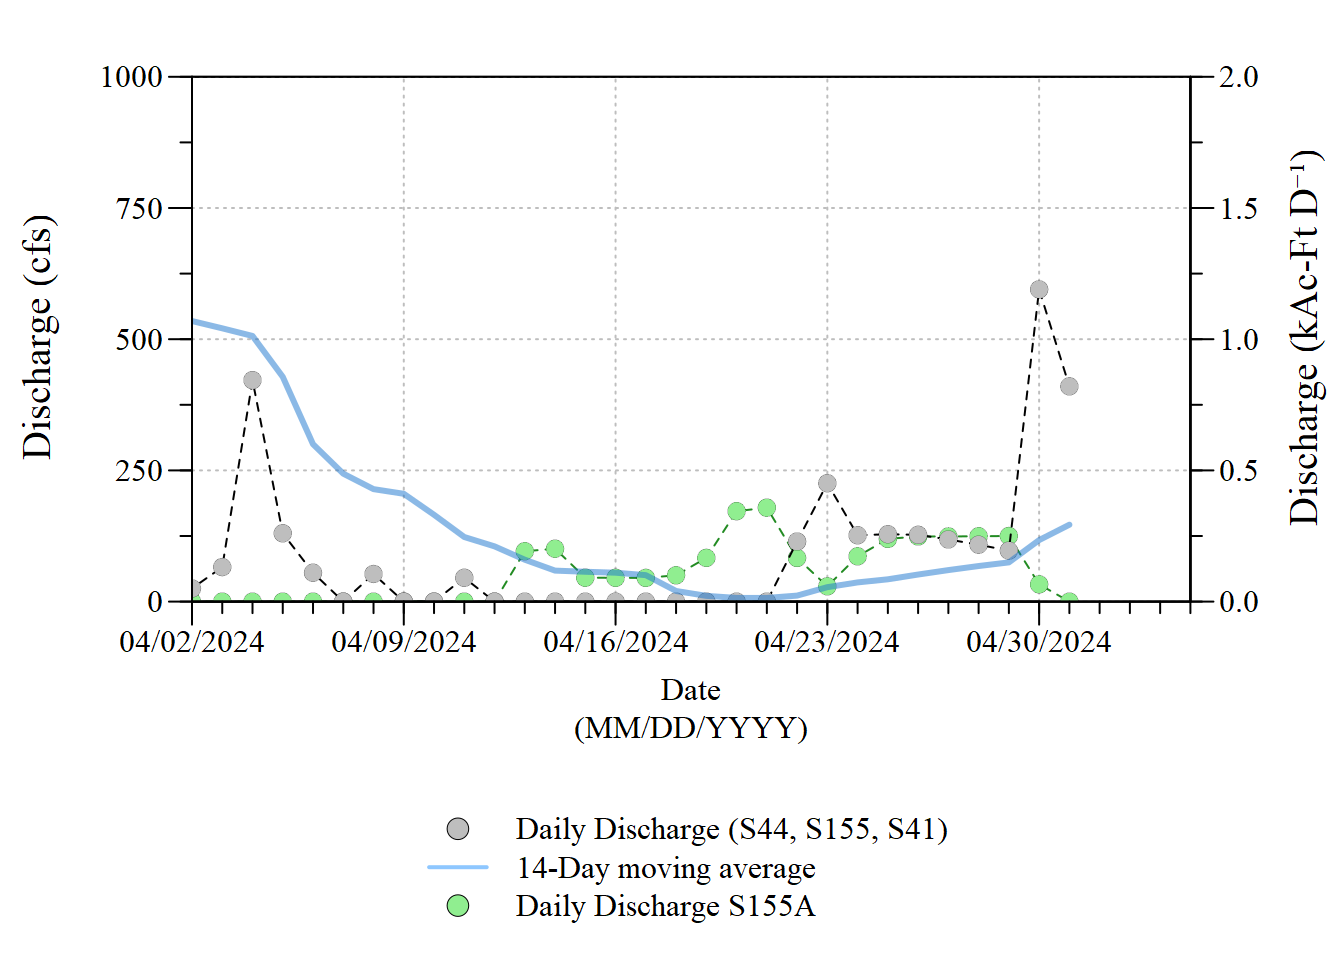 1000
750
500
250
0
Discharge (cfs)
2.0
1.5
1.0
0.5
0.0
Discharge (kAc-Ft D⁻¹)
04/02/2024 04/09/2024 04/16/2024 04/23/2024 04/30/2024
Date
(MM/DD/YYYY)
Daily Discharge (S44, S155, S41)
14-Day moving average
Daily Discharge S155A